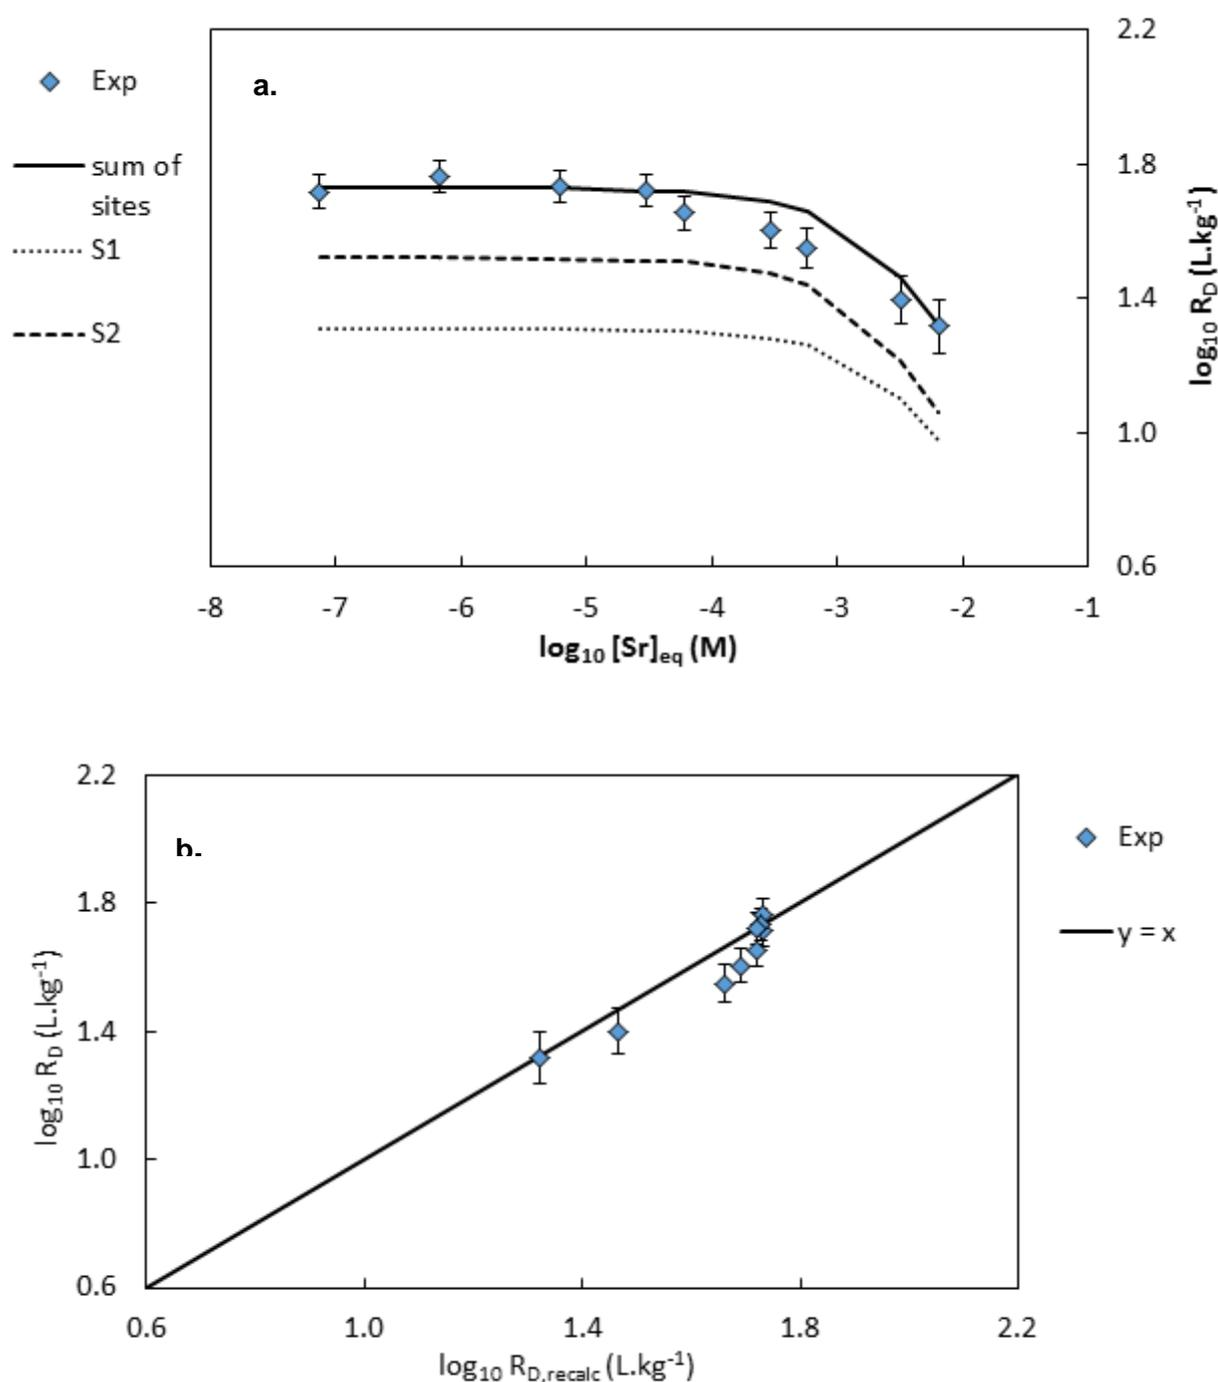 a.
Exp
sum of
sites
S1
S2
2.2
1.8
1.4
1.0
0.6
log₁₀ R_D (L.kg⁻¹)
-8 -7 -6 -5 -4 -3 -2 -1
log₁₀ [Sr]eq (M)
b.
2.2
1.8
1.4
1.0
0.6
log₁₀ R_D (L.kg⁻¹)
0.6 1.0 1.4 1.8 2.2
log₁₀ R_D,recalc (L.kg⁻¹)
Exp
y = x